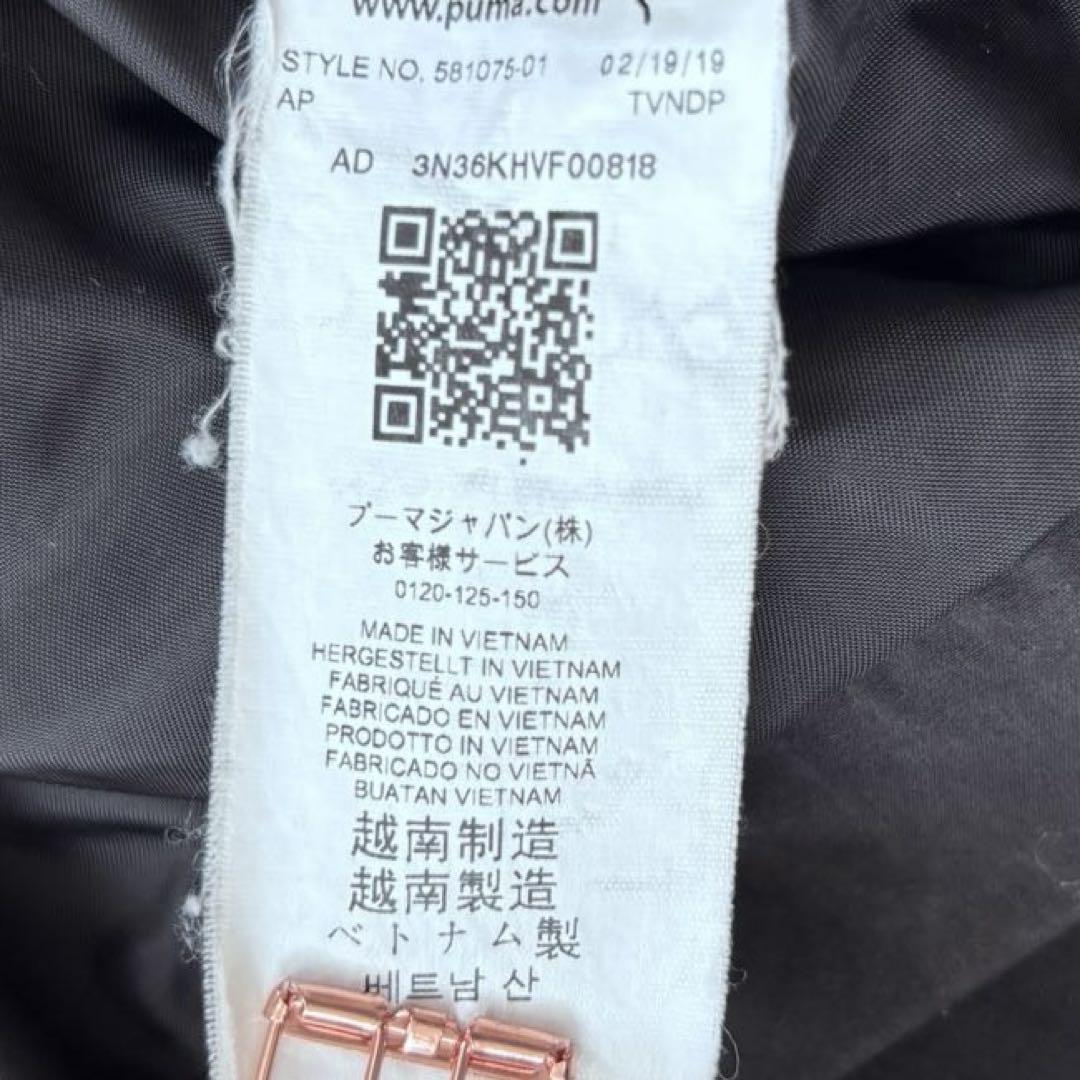 www.puma.com
STYLE NO. 581075-01 02/19/19
AP TVNDP
AD 3N36KHVF00818
プーマジャパン(株)
お客様サービス
0120-125-150
MADE IN VIETNAM
HERGESTELLT IN VIETNAM
FABRIQUÉ AU VIETNAM
FABRICADO EN VIETNAM
PRODOTTO IN VIETNAM
FABRICADO NO VIETNÃ
BUATAN VIETNAM
越南制造
越南製造
ベトナム製
베트남 산